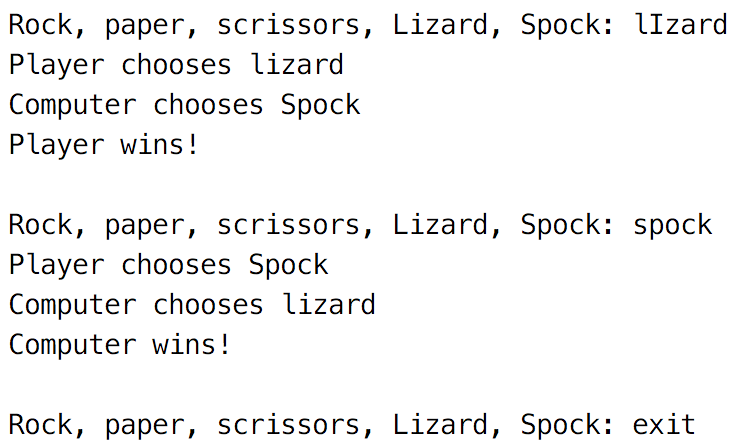 Rock, paper, scrissors, Lizard, Spock: lIzard
Player chooses lizard
Computer chooses Spock
Player wins!
Rock, paper, scrissors, Lizard, Spock: spock
Player chooses Spock
Computer chooses lizard
Computer wins!
Rock, paper, scrissors, Lizard, Spock: exit